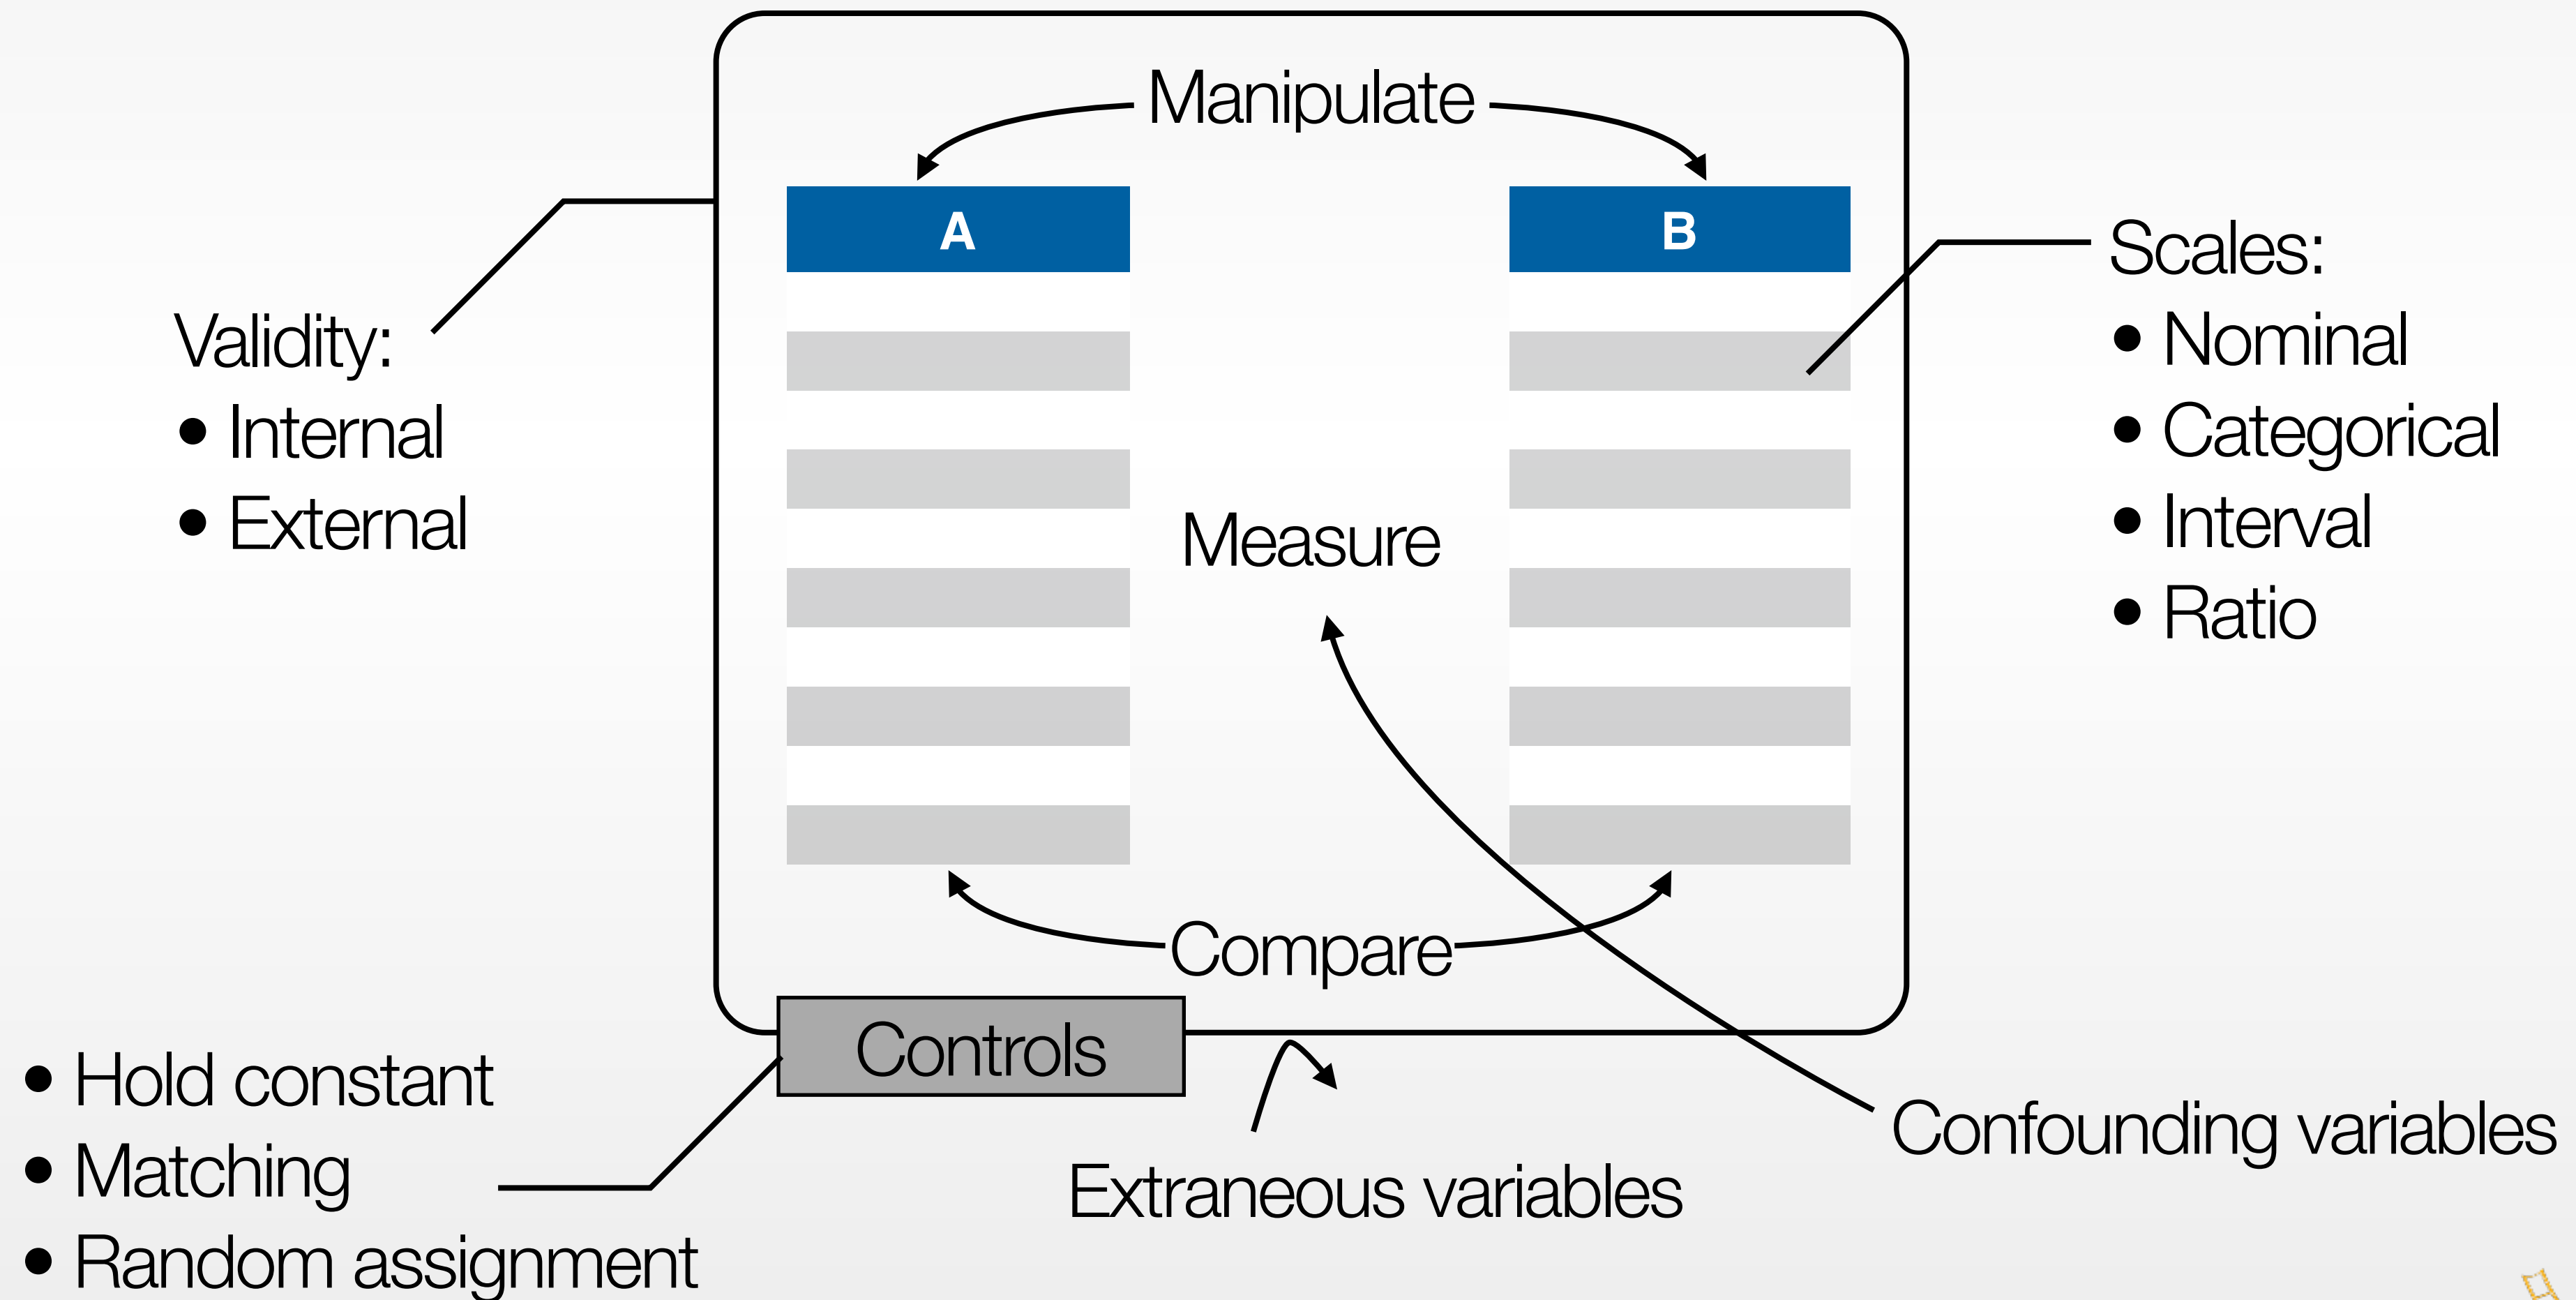 Manipulate
A
B
Validity:
• Internal
• External
Measure
Scales:
• Nominal
• Categorical
• Interval
• Ratio
Compare
Controls
• Hold constant
• Matching
• Random assignment
Extraneous variables
Confounding variables